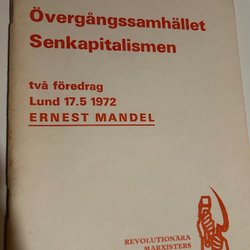 Övergångssamhället
Senkapitalismen
två föredrag
Lund 17.5 1972
ERNEST MANDEL
REVOLUTIONÄRA
MARXISTERS